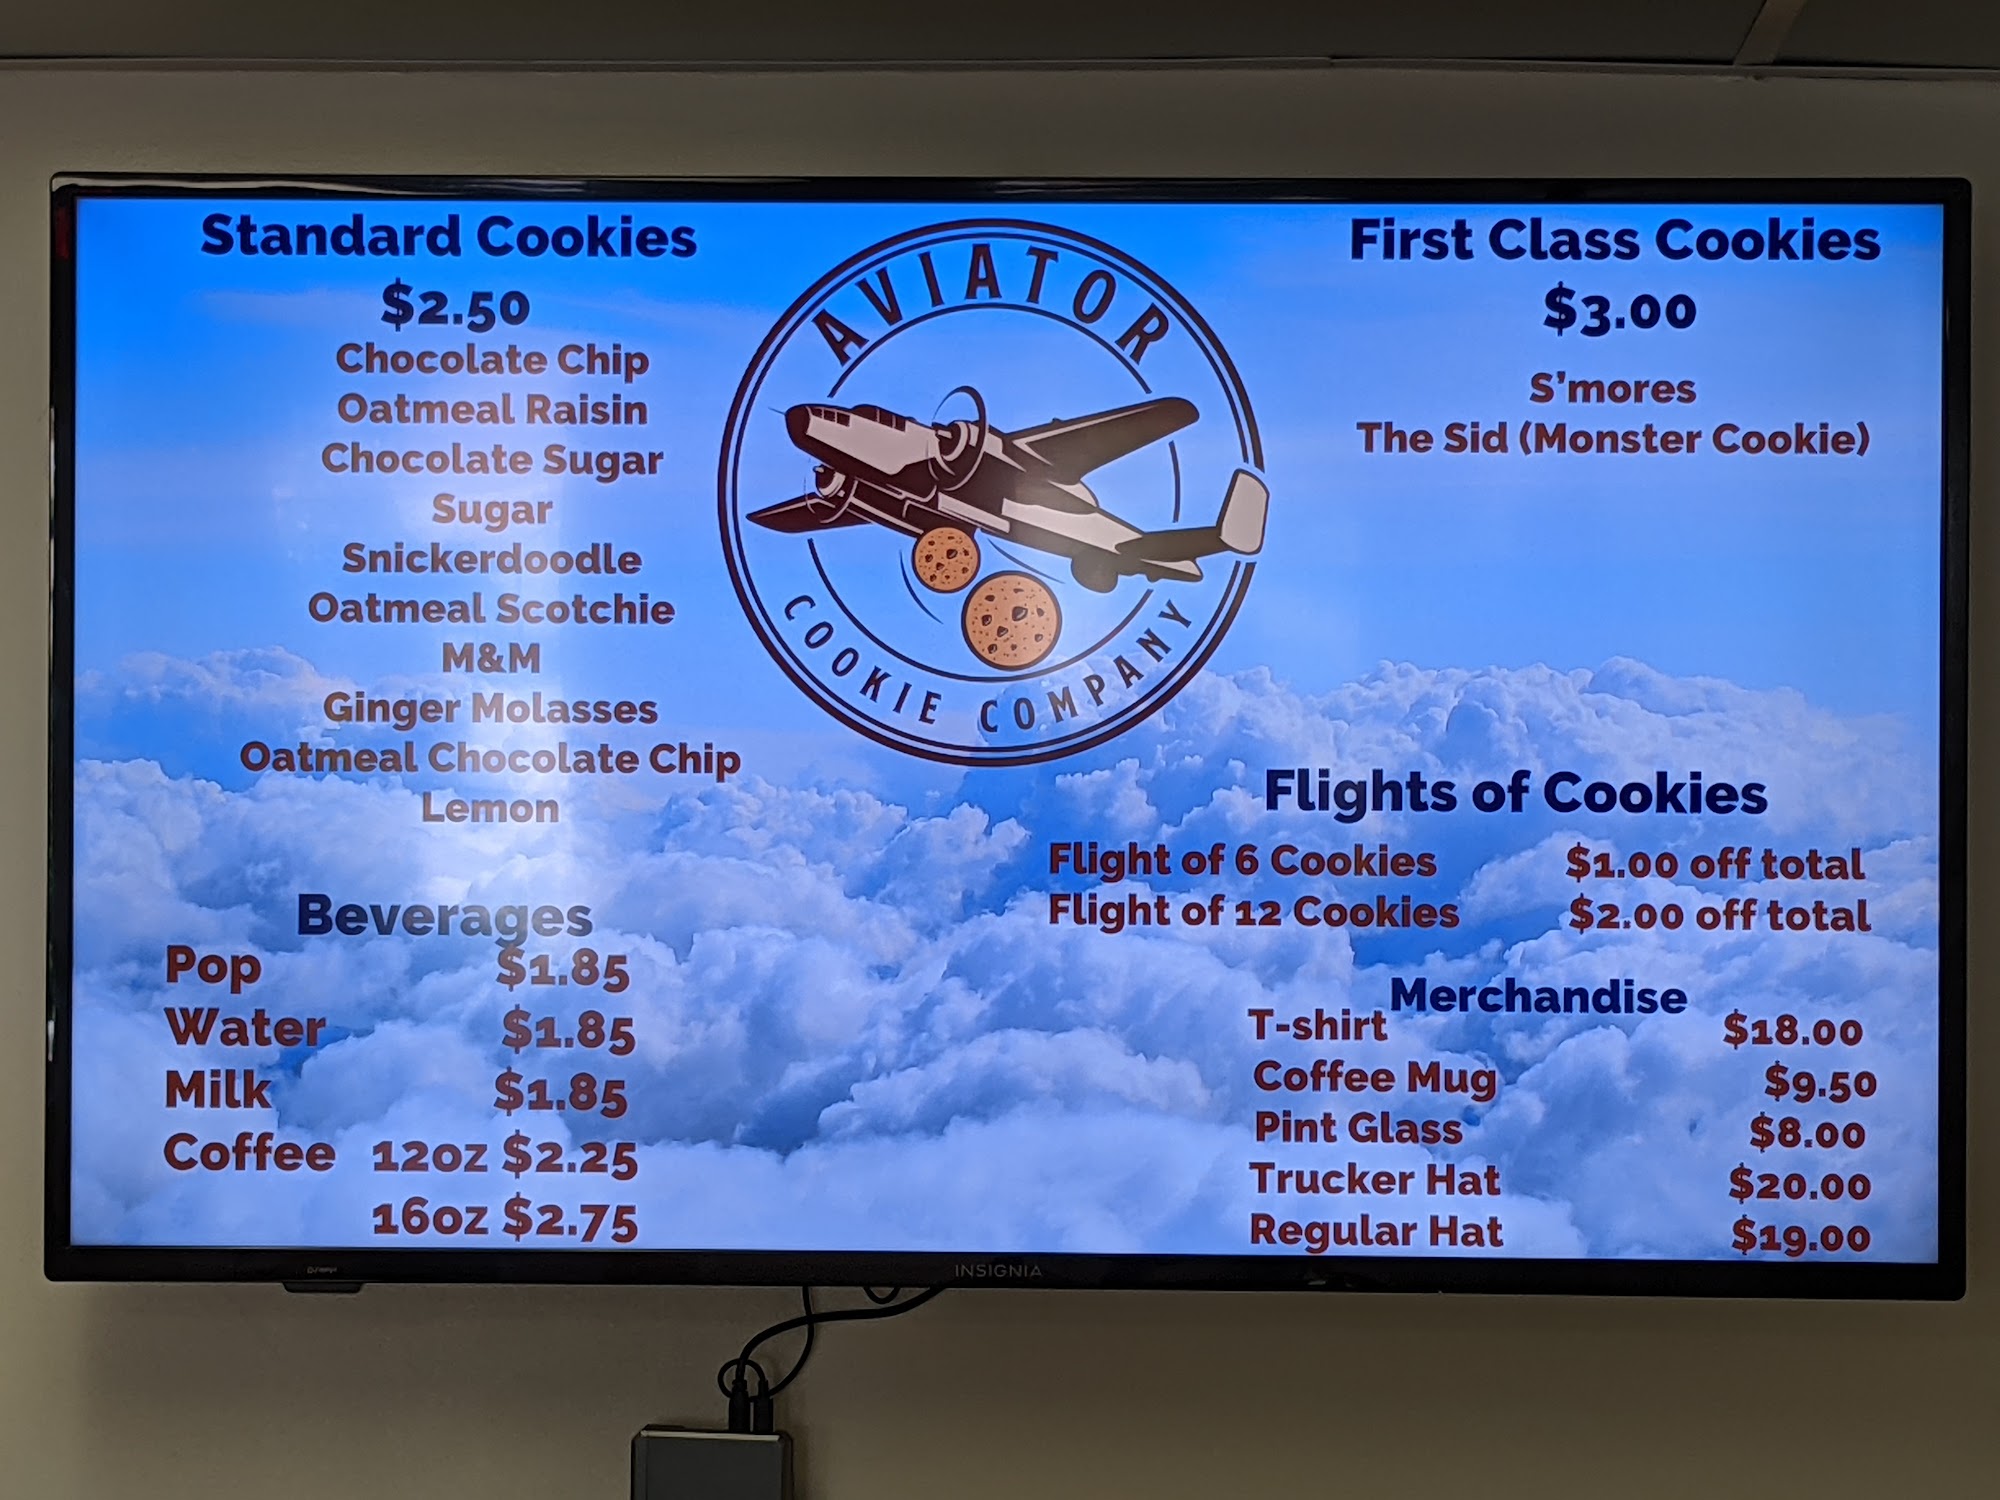 Standard Cookies
$2.50
Chocolate Chip
Oatmeal Raisin
Chocolate Sugar
Sugar
Snickerdoodle
Oatmeal Scotchie
M&M
Ginger Molasses
Oatmeal Chocolate Chip
Lemon
Beverages
Pop $1.85
Water $1.85
Milk $1.85
Coffee 12oz $2.25
16oz $2.75
AVIATOR
COOKIE COMPANY
First Class Cookies
$3.00
S'mores
The Sid (Monster Cookie)
Flights of Cookies
Flight of 6 Cookies $1.00 off total
Flight of 12 Cookies $2.00 off total
Merchandise
T-shirt $18.00
Coffee Mug $9.50
Pint Glass $8.00
Trucker Hat $20.00
Regular Hat $19.00
INSIGNIA